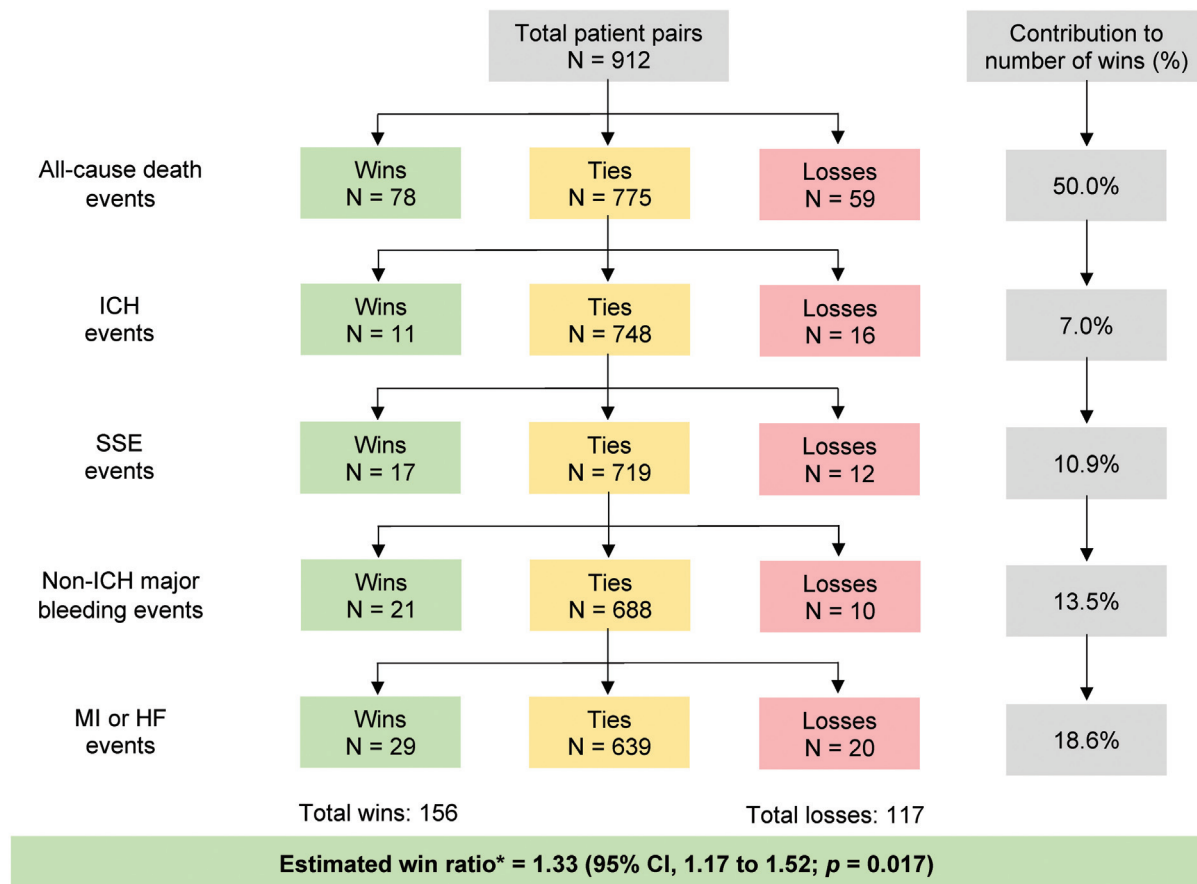 Total patient pairs
N = 912
Contribution to
number of wins (%)
All-cause death
events
Wins
N = 78
Ties
N = 775
Losses
N = 59
50.0%
ICH
events
Wins
N = 11
Ties
N = 748
Losses
N = 16
7.0%
SSE
events
Wins
N = 17
Ties
N = 719
Losses
N = 12
10.9%
Non-ICH major
bleeding events
Wins
N = 21
Ties
N = 688
Losses
N = 10
13.5%
MI or HF
events
Wins
N = 29
Ties
N = 639
Losses
N = 20
18.6%
Total wins: 156
Total losses: 117
Estimated win ratio* = 1.33 (95% CI, 1.17 to 1.52; p = 0.017)